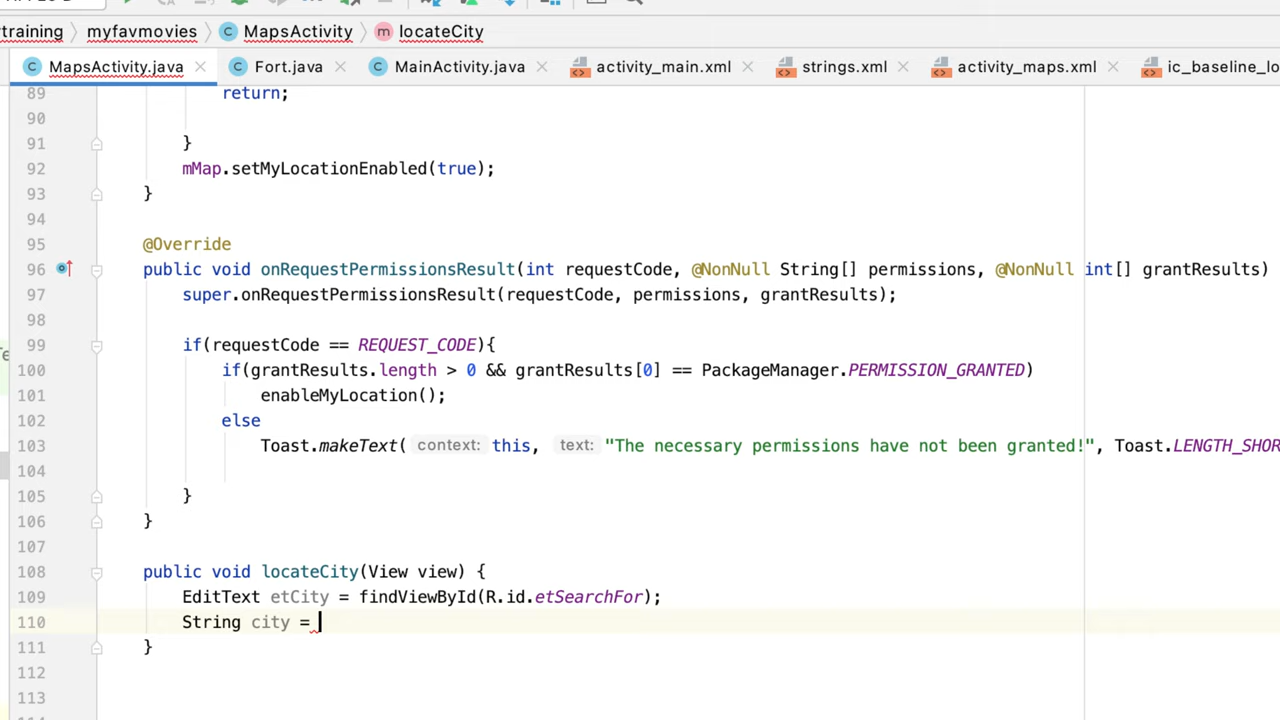 rtraining myfavmovies MapsActivity locateCity
MapsActivity.java Fort.java MainActivity.java activity_main.xml strings.xml activity_maps.xml ic_baseline_lo
89 return;
90
91 }
92 mMap.setMyLocationEnabled(true);
93 }
94
95 @Override
96 public void onRequestPermissionsResult(int requestCode, @NonNull String[] permissions, @NonNull int[] grantResults)
97 super.onRequestPermissionsResult(requestCode, permissions, grantResults);
98
99 if(requestCode == REQUEST_CODE){
100 if(grantResults.length > 0 && grantResults[0] == PackageManager.PERMISSION_GRANTED)
101 enableMyLocation();
102 else
103 Toast.makeText( context: this, text: "The necessary permissions have not been granted!", Toast.LENGTH_SHOR
104
105 }
106 }
107
108 public void locateCity(View view) {
109 EditText etCity = findViewById(R.id.etSearchFor);
110 String city =
111 }
112
113